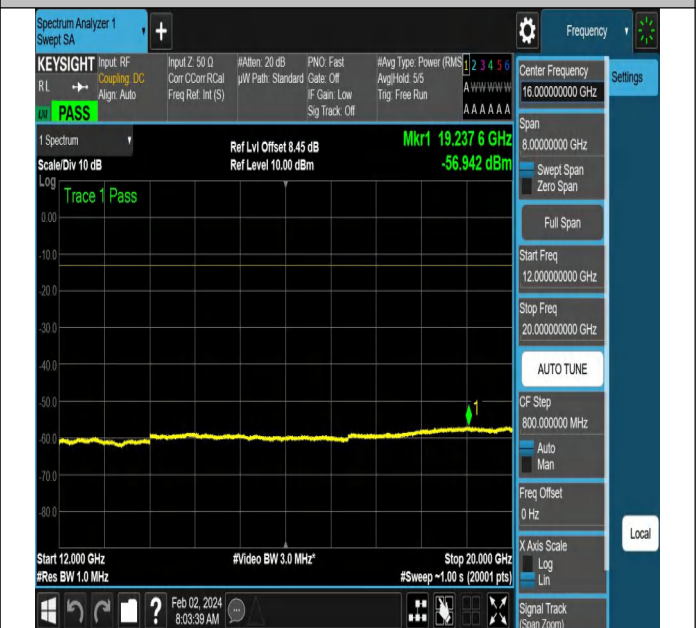 Spectrum Analyzer 1
Swept SA
+
Frequency
KEYSIGHT
RL
PASS
Input: RF
Coupling: DC
Align: Auto
Input Z: 50 Ω
Corr CCorr RCal
Freq Ref: Int (S)
#Atten: 20 dB
µW Path: Standard
PNO: Fast
Gate: Off
IF Gain: Low
Sig Track: Off
#Avg Type: Power (RMS
Avg|Hold: 5/5
Trig: Free Run
1 2 3 4 5 6
A W W W W W
A A A A A A
1 Spectrum
Scale/Div 10 dB
Ref Lvl Offset 8.45 dB
Ref Level 10.00 dBm
Mkr1 19.237 6 GHz
-56.942 dBm
Log
Trace 1 Pass
0.00
-10.0
-20.0
-30.0
-40.0
-50.0
-60.0
-70.0
-80.0
1
Start 12.000 GHz
#Video BW 3.0 MHz*
Stop 20.000 GHz
#Res BW 1.0 MHz
#Sweep ~1.00 s (20001 pts)
?
Feb 02, 2024
8:03:39 AM
Center Frequency
16.000000000 GHz
Settings
Span
8.00000000 GHz
Swept Span
Zero Span
Full Span
Start Freq
12.000000000 GHz
Stop Freq
20.000000000 GHz
AUTO TUNE
CF Step
800.000000 MHz
Auto
Man
Freq Offset
0 Hz
X Axis Scale
Log
Lin
Local
Signal Track
(Span Zoom)